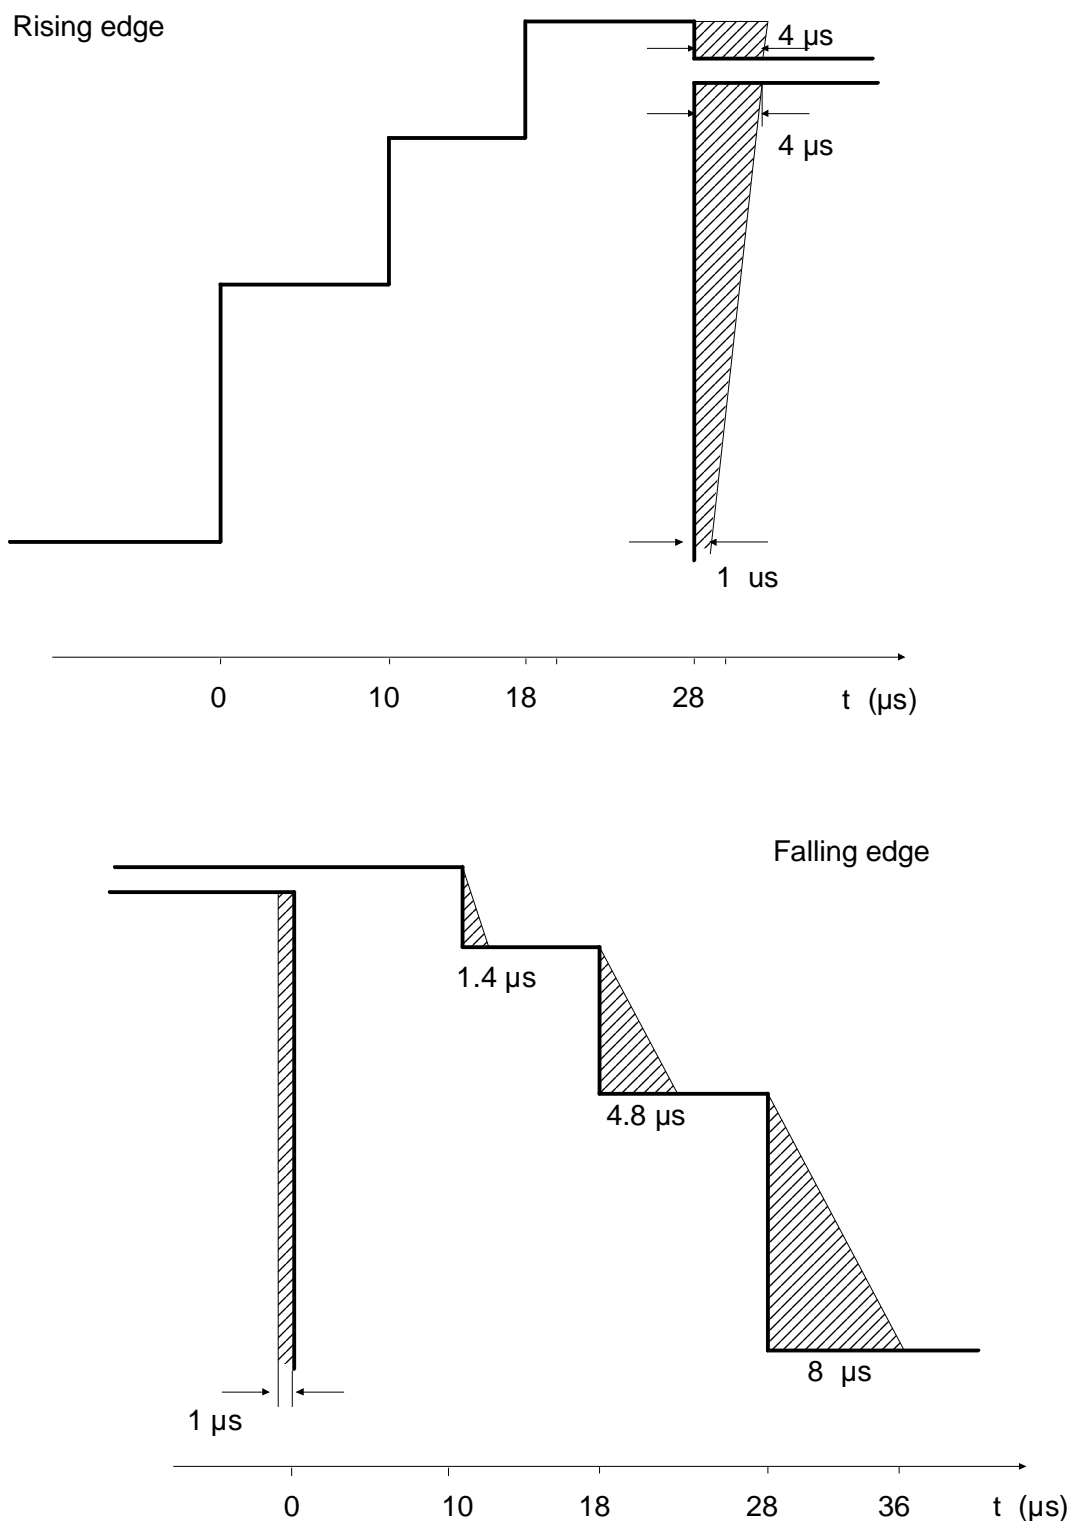 Rising edge
4 µs
4 µs
1 us
0 10 18 28 t (µs)
Falling edge
1.4 µs
4.8 µs
8 µs
1 µs
0 10 18 28 36 t (µs)